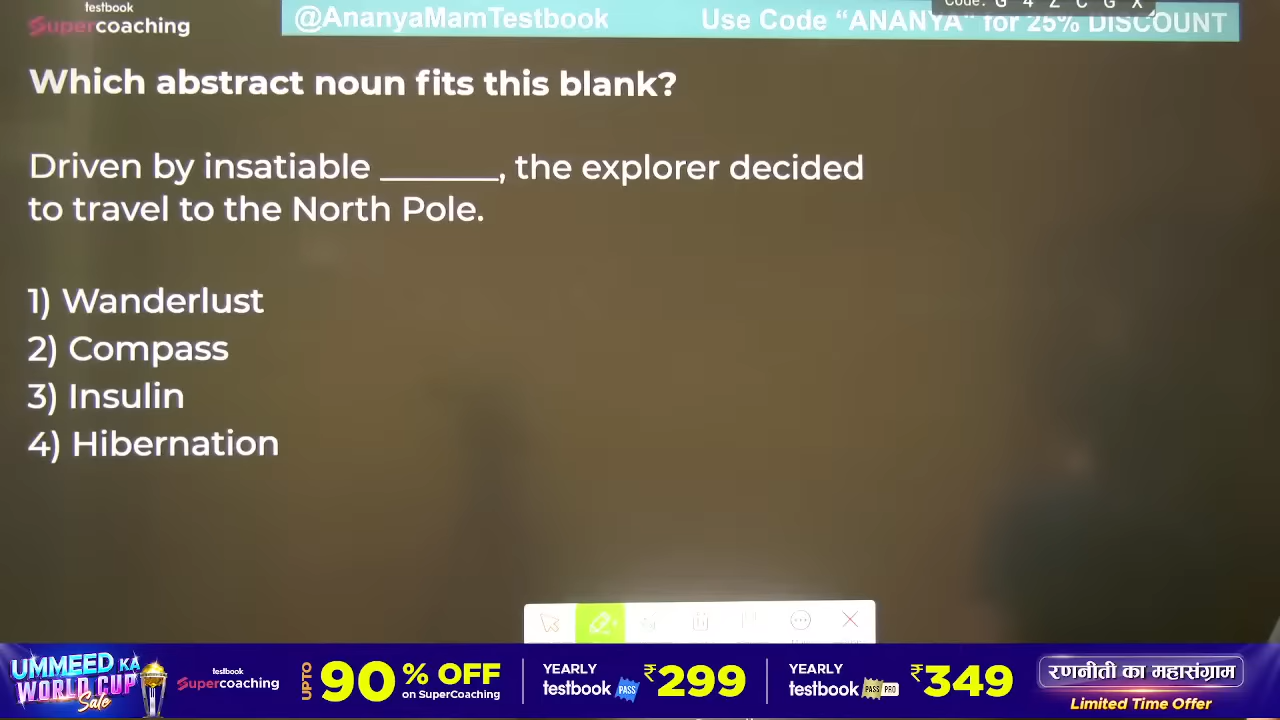 testbook
Supercoaching
@AnanyaMamTestbook
Use Code “ANANYA” for 25% DISCOUNT
Code: G 4 Z C G X
Which abstract noun fits this blank?
Driven by insatiable _______, the explorer decided
to travel to the North Pole.
1) Wanderlust
2) Compass
3) Insulin
4) Hibernation
UMMEED KA
WORLD CUP
Sale
testbook
Supercoaching
UPTO 90% OFF
on SuperCoaching
YEARLY
testbook PASS
₹299
YEARLY
testbook PASS PRO
₹349
रणनीती का महासंग्राम
Limited Time Offer